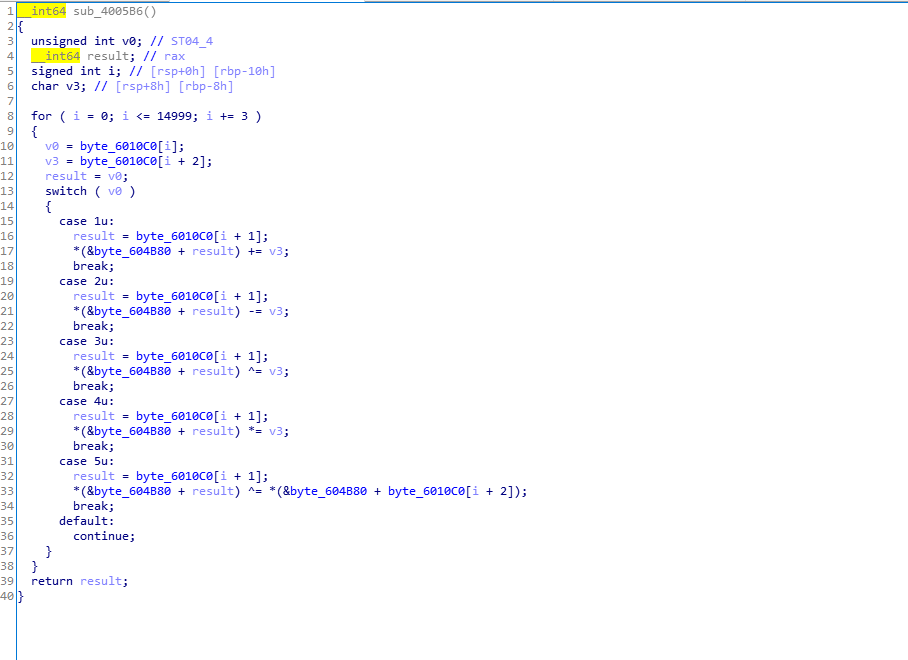 1 __int64 sub_4005B6()
2 {
3 unsigned int v0; // ST04_4
4 __int64 result; // rax
5 signed int i; // [rsp+0h] [rbp-10h]
6 char v3; // [rsp+8h] [rbp-8h]
7
8 for ( i = 0; i <= 14999; i += 3 )
9 {
10 v0 = byte_6010C0[i];
11 v3 = byte_6010C0[i + 2];
12 result = v0;
13 switch ( v0 )
14 {
15 case 1u:
16 result = byte_6010C0[i + 1];
17 *(&byte_604B80 + result) += v3;
18 break;
19 case 2u:
20 result = byte_6010C0[i + 1];
21 *(&byte_604B80 + result) -= v3;
22 break;
23 case 3u:
24 result = byte_6010C0[i + 1];
25 *(&byte_604B80 + result) ^= v3;
26 break;
27 case 4u:
28 result = byte_6010C0[i + 1];
29 *(&byte_604B80 + result) *= v3;
30 break;
31 case 5u:
32 result = byte_6010C0[i + 1];
33 *(&byte_604B80 + result) ^= *(&byte_604B80 + byte_6010C0[i + 2]);
34 break;
35 default:
36 continue;
37 }
38 }
39 return result;
40 }